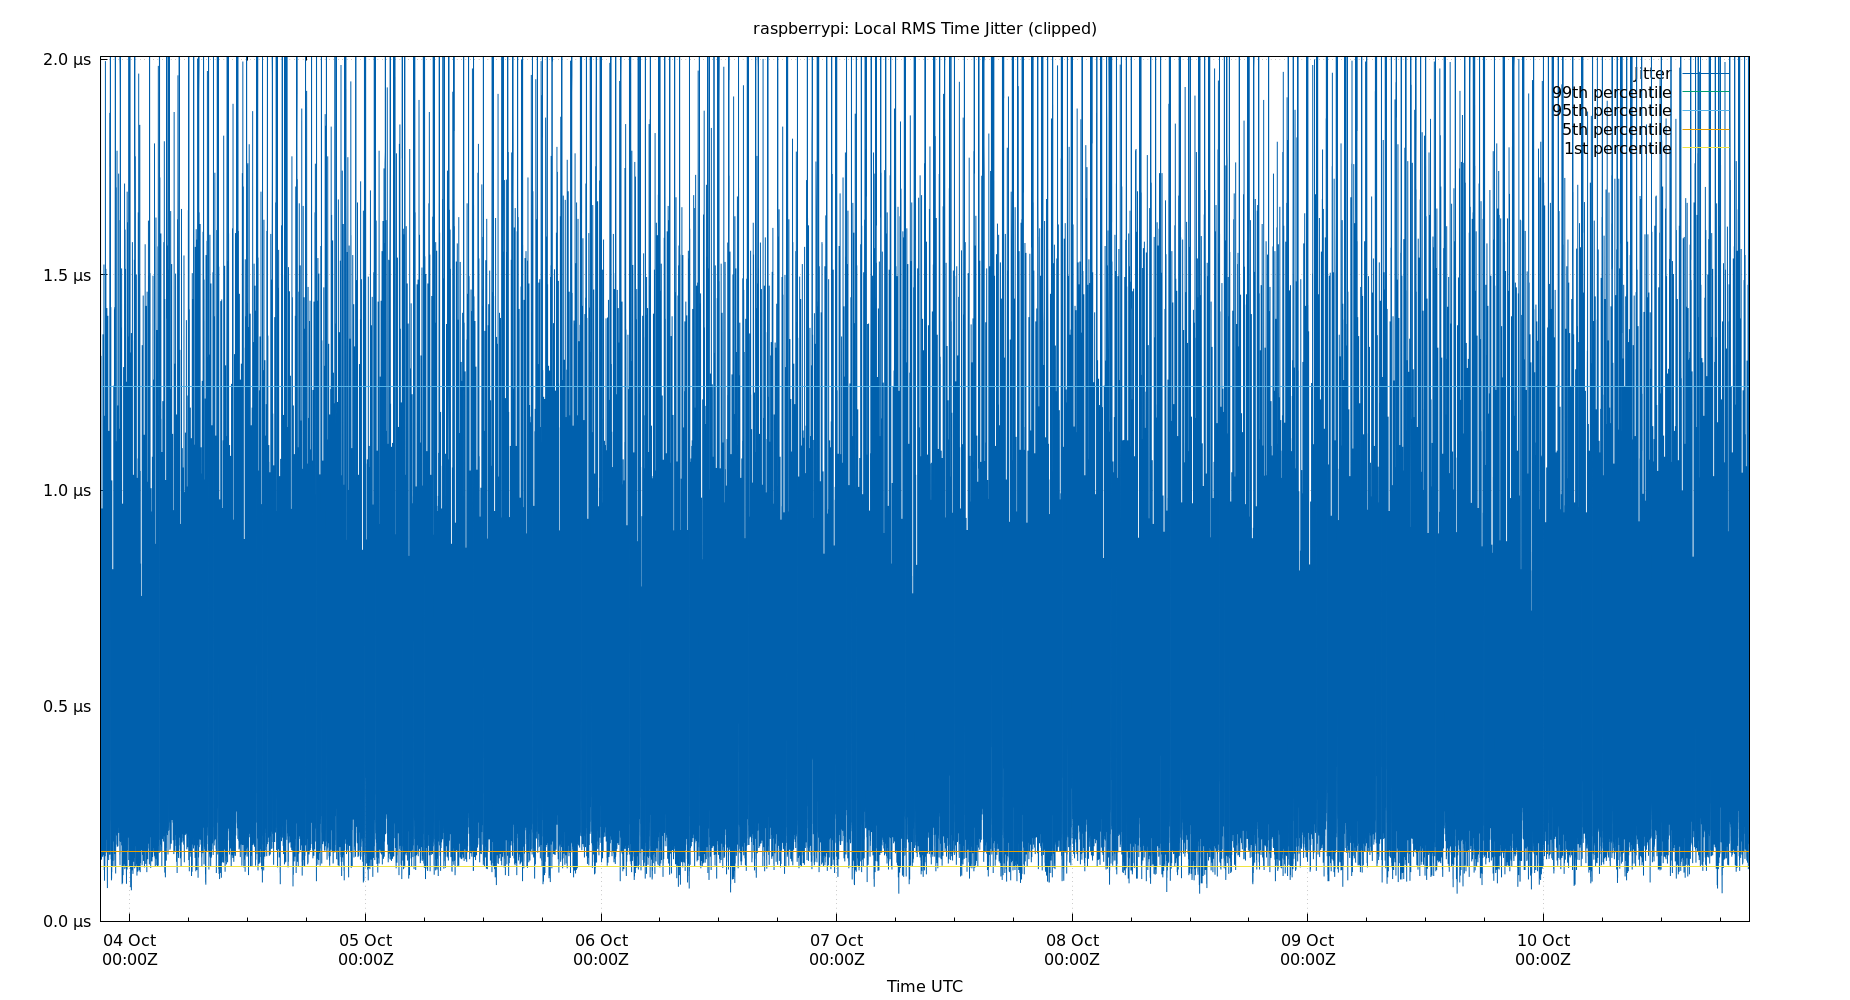 raspberrypi: Local RMS Time Jitter (clipped)
2.0 μs
jitter
99th percentile
95th percentile
5th percentile
1st percentile
1.5 μs
1.0 μs
0.5 μs
0.0 μs
04 Oct 05 Oct 06 Oct 07 Oct 08 Oct 09 Oct 10 Oct
00:00Z 00:00Z 00:00Z 00:00Z 00:00Z 00:00Z 00:00Z
Time UTC